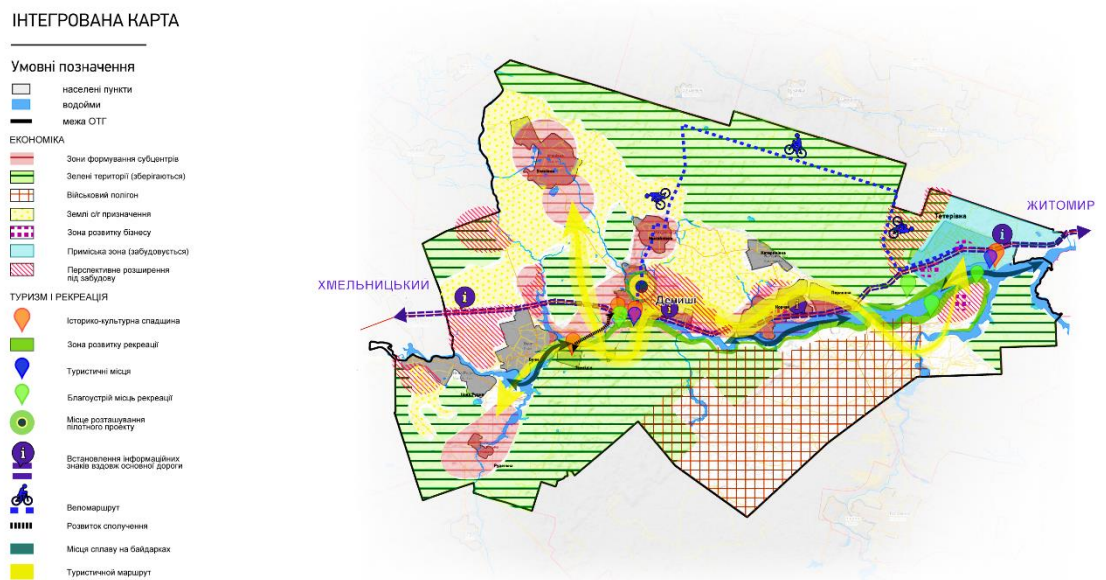 ІНТЕГРОВАНА КАРТА
Умовні позначення
населені пункти
водойми
межа ОТГ
ЕКОНОМІКА
Зони формування субцентрів
Зелені території (зберігаються)
Військовий полігон
Землі с/г призначення
Зона розвитку бізнесу
Приміська зона (забудовується)
Перспективне розширення
під забудову
ТУРИЗМ І РЕКРЕАЦІЯ
Історико-культурна спадщина
Зона розвитку рекреації
Туристичні місця
Благоустрій місць рекреації
Місце розташування
пілотного проекту
Встановлення інформаційних
знаків вздовж основної дороги
Веломаршрут
Розвиток сполучення
Місця сплаву на байдарках
Туристичной маршрут
ХМЕЛЬНИЦЬКИЙ
ЖИТОМИР
Тетерівка
Дениші